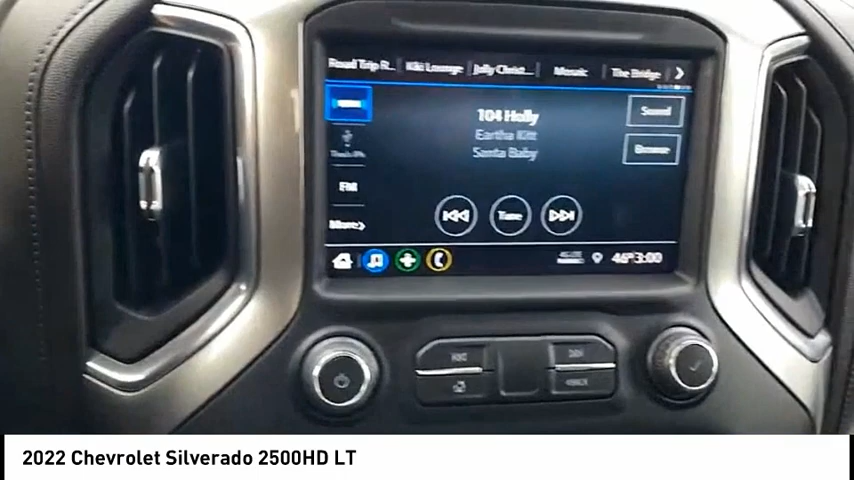 Road Trip R... Kiki Lounge Jolly Christ... Mosaic The Bridge
104 Holly
Eartha Kitt
Santa Baby
Sound
Browse
FM
More
Tune
46° 3:00
2022 Chevrolet Silverado 2500HD LT